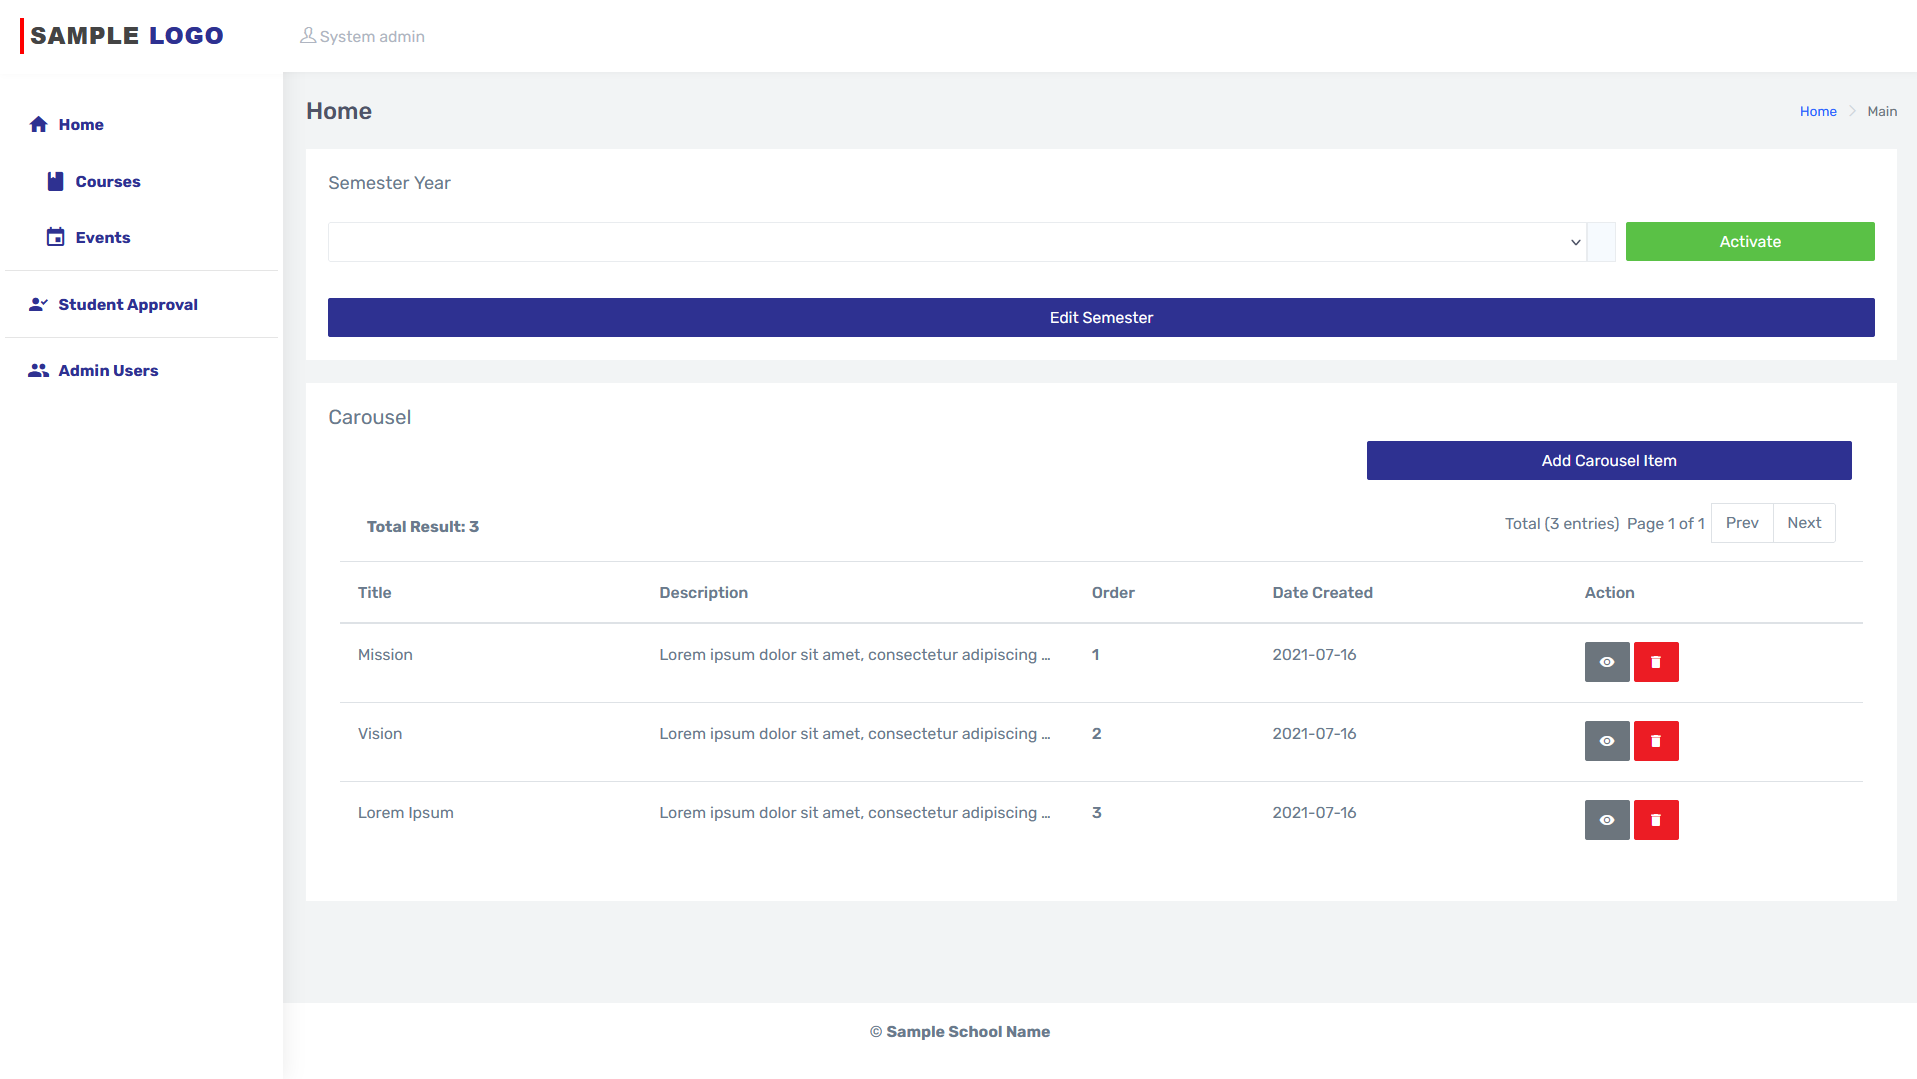 SAMPLE LOGO
System admin
Home
Courses
Events
Student Approval
Admin Users
Home
Home Main
Semester Year
Activate
Edit Semester
Carousel
Add Carousel Item
Total Result: 3
Total (3 entries) Page 1 of 1 Prev Next
Title Description Order Date Created Action
Mission Lorem ipsum dolor sit amet, consectetur adipiscing ... 1 2021-07-16
Vision Lorem ipsum dolor sit amet, consectetur adipiscing ... 2 2021-07-16
Lorem Ipsum Lorem ipsum dolor sit amet, consectetur adipiscing ... 3 2021-07-16
© Sample School Name